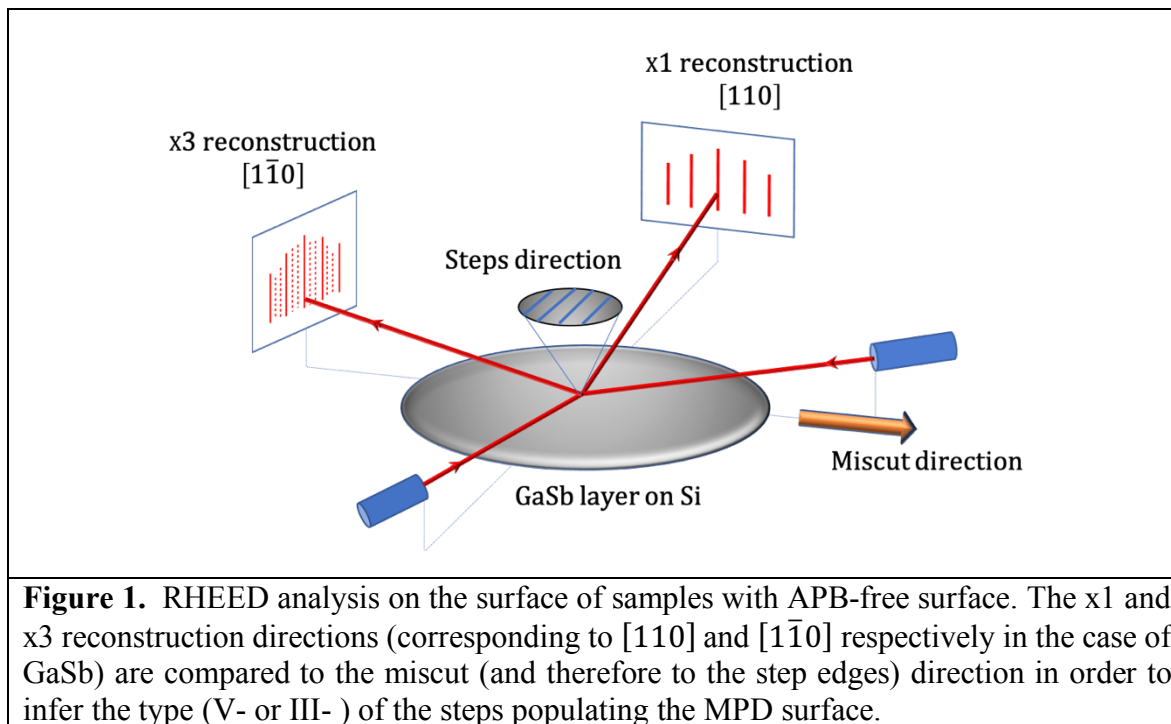 x1 reconstruction
[110]
x3 reconstruction
[11̅0]
Steps direction
Miscut direction
GaSb layer on Si
Figure 1. RHEED analysis on the surface of samples with APB-free surface. The x1 and
x3 reconstruction directions (corresponding to [110] and [11̅0] respectively in the case of
GaSb) are compared to the miscut (and therefore to the step edges) direction in order to
infer the type (V- or III- ) of the steps populating the MPD surface.